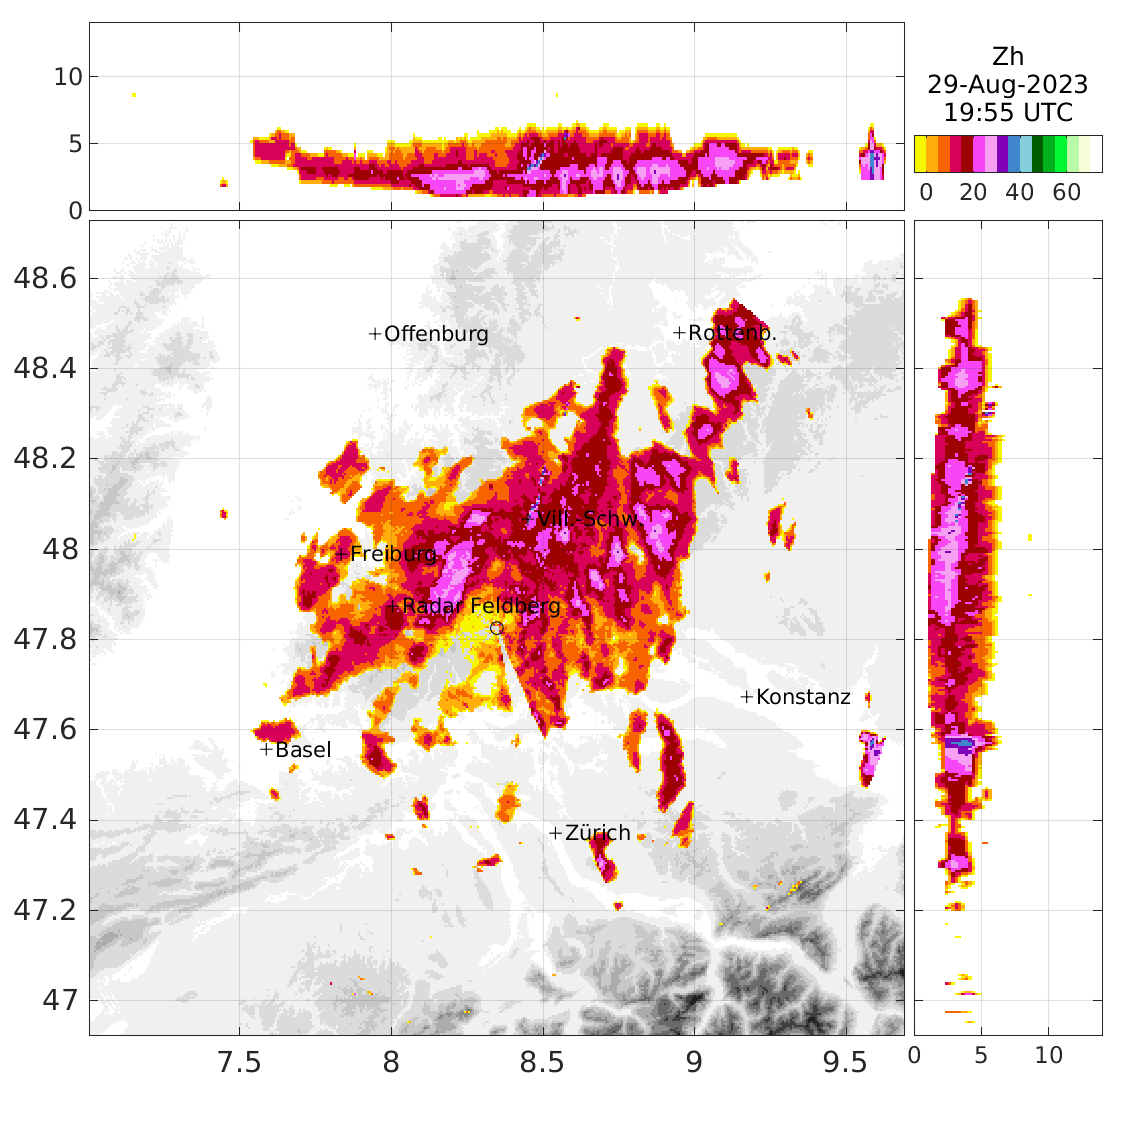 Zh
29-Aug-2023
19:55 UTC
0 20 40 60
10
5
0
48.6
48.4
48.2
48
47.8
47.6
47.4
47.2
47
+Offenburg
+Rottenb.
+Vill.-Schw.
+Freiburg
+Radar Feldberg
+Konstanz
+Basel
+Zürich
7.5 8 8.5 9 9.5
0 5 10